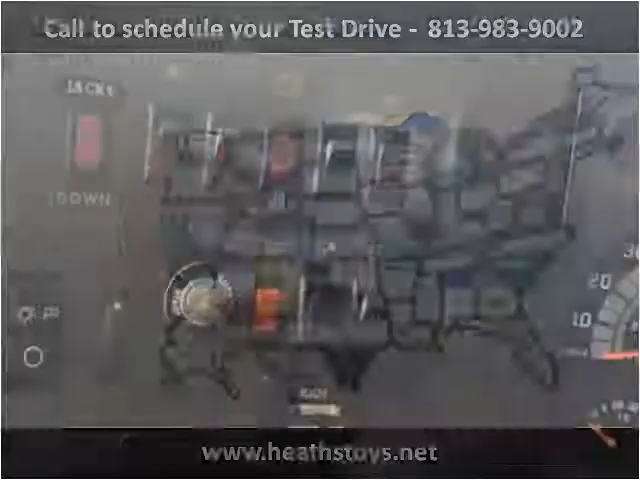 Call to schedule your Test Drive - 813-983-9002
JACKS
DOWN
20
10
www.heathstoys.net